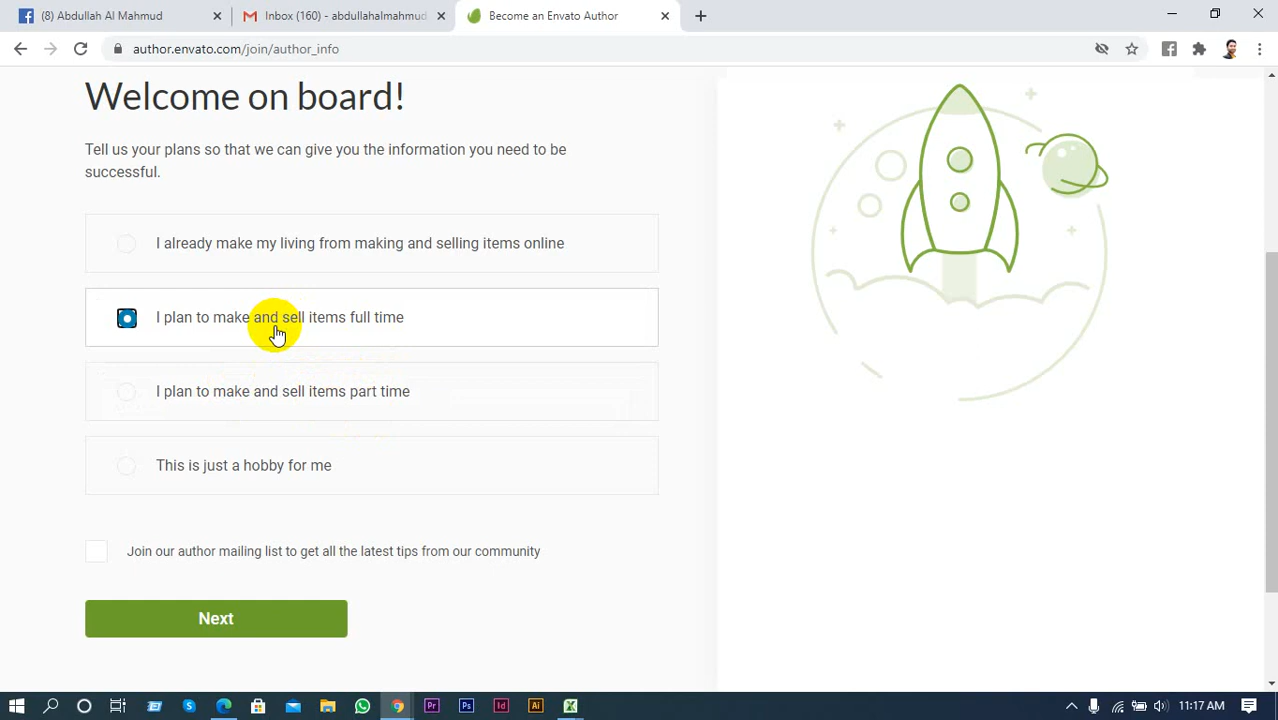 (8) Abdullah Al Mahmud
Inbox (160) - abdullahalmahmud
Become an Envato Author
author.envato.com/join/author_info
Welcome on board!
Tell us your plans so that we can give you the information you need to be
successful.
I already make my living from making and selling items online
I plan to make and sell items full time
I plan to make and sell items part time
This is just a hobby for me
Join our author mailing list to get all the latest tips from our community
Next
Pr
Ps
Id
Ai
11:17 AM